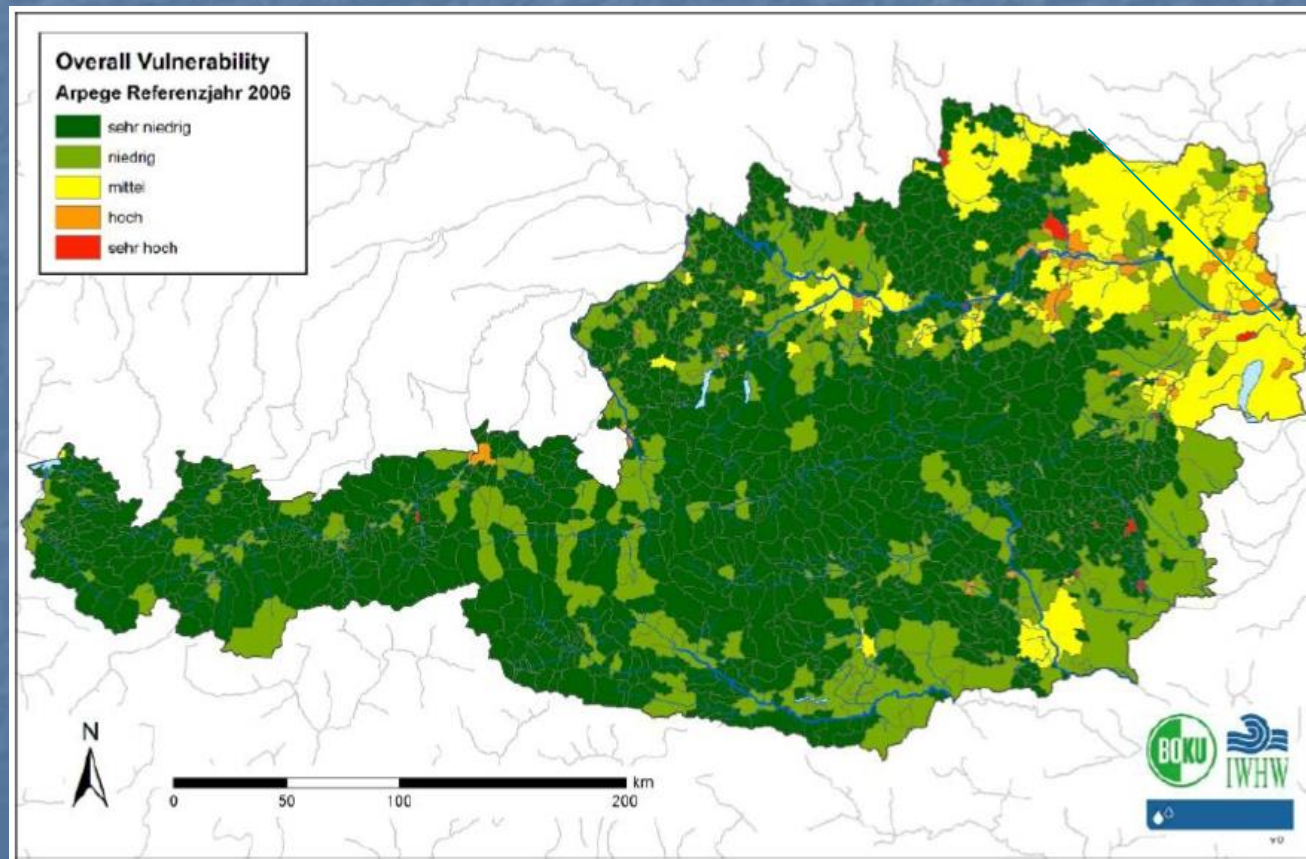 Overall Vulnerability
Arpege Referenzjahr 2006
sehr niedrig
niedrig
mittel
hoch
sehr hoch
N
km
0 50 100 200
BOKU
IWHW